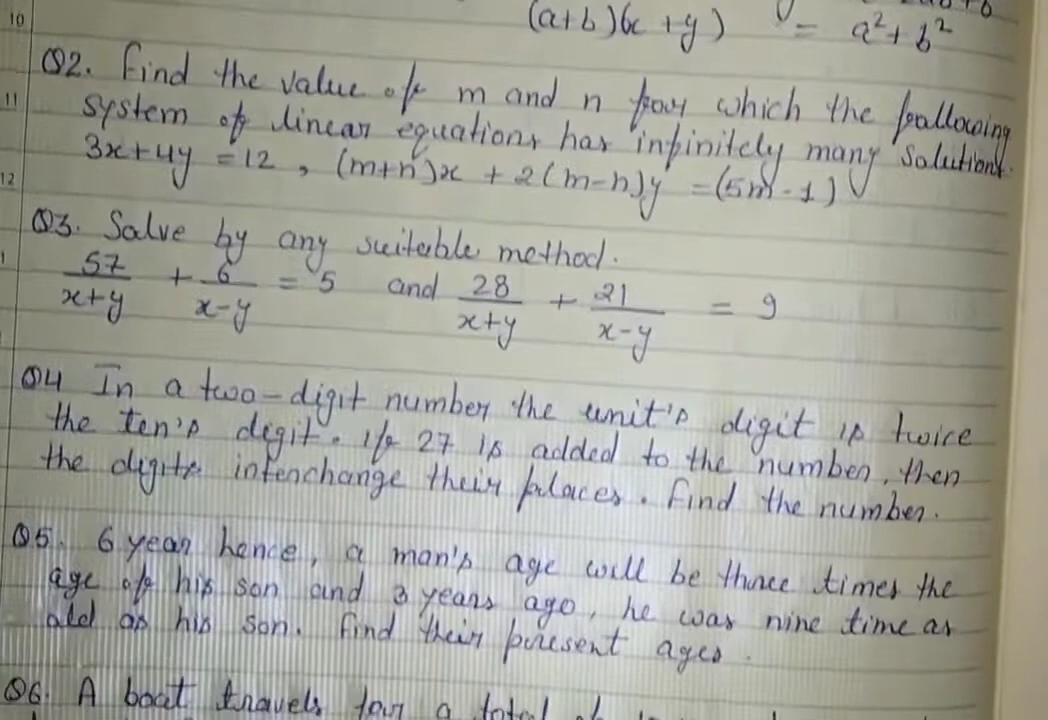 10
(a+b)(x+y) = a²+b²
Q2. Find the value of m and n for which the following
11
system of linear equations has infinitely many solutions.
3x+4y=12, (m+n)x + 2(m-n)y = (5m-1)
12
Q3. Solve by any suitable method.
1
57/(x+y) + 6/(x-y) = 5 and 28/(x+y) + 21/(x-y) = 9
Q4 In a two-digit number the unit's digit is twice
the ten's digit. If 27 is added to the number, then
the digits interchange their places. Find the number.
Q5. 6 year hence, a man's age will be three times the
age of his son and 3 years ago, he was nine time as
old as his son. Find their present ages.
Q6. A boat travels for a total of